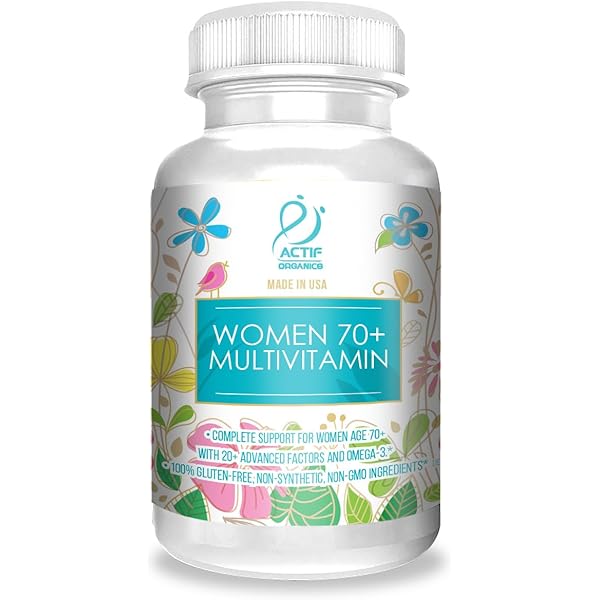 ACTIF
ORGANICS
MADE IN USA
WOMEN 70+
MULTIVITAMIN
• COMPLETE SUPPORT FOR WOMEN AGE 70+
WITH 20+ ADVANCED FACTORS AND OMEGA-3.*
• 100% GLUTEN-FREE, NON-SYNTHETIC, NON-GMO INGREDIENTS**